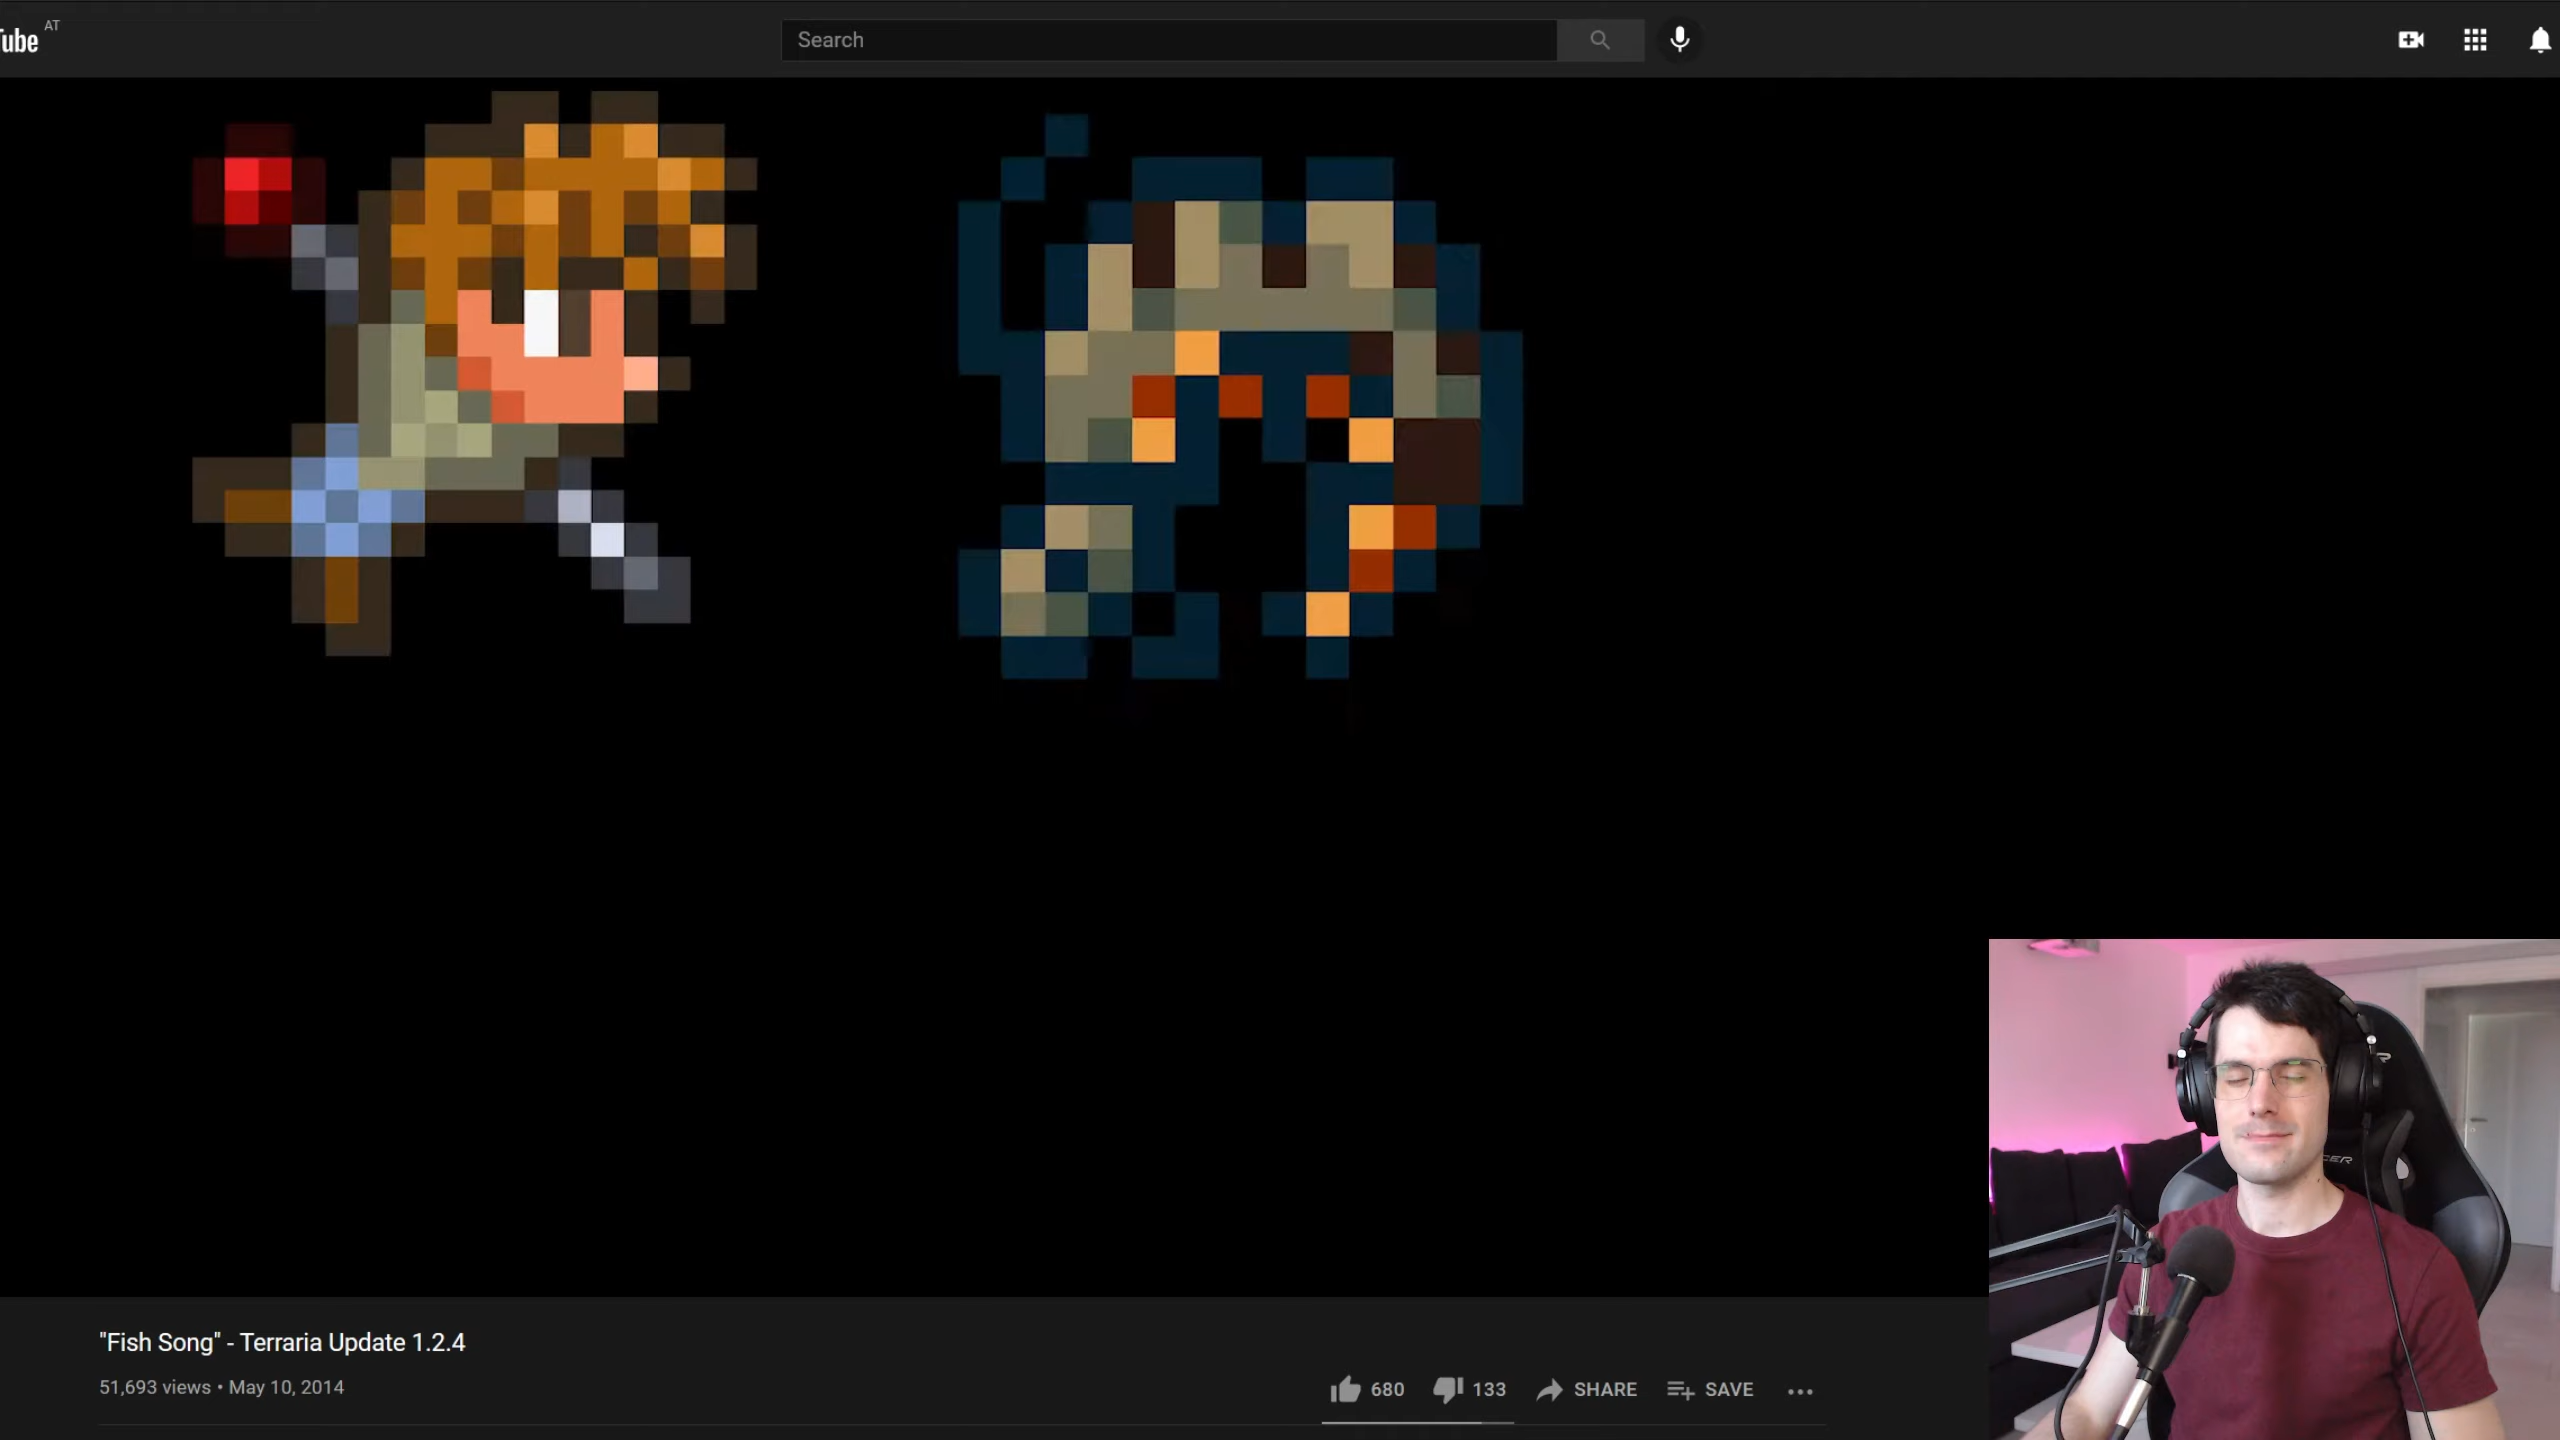 Tube AT
Search
"Fish Song" - Terraria Update 1.2.4
51,693 views • May 10, 2014
680 133 SHARE SAVE